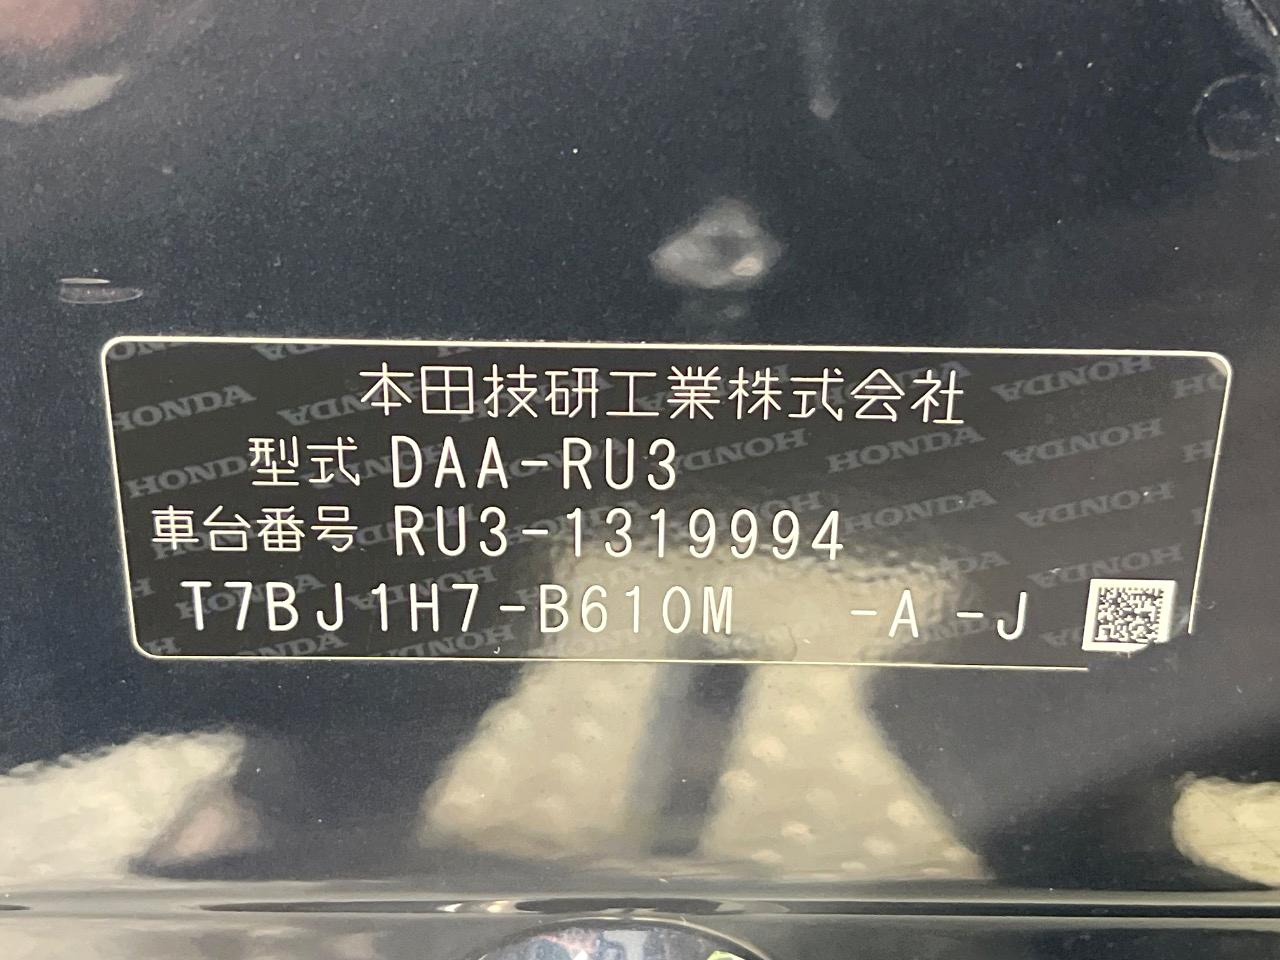 本田技研工業株式会社
型式 DAA-RU3
車台番号 RU3-1319994
T7BJ1H7-B610M -A -J